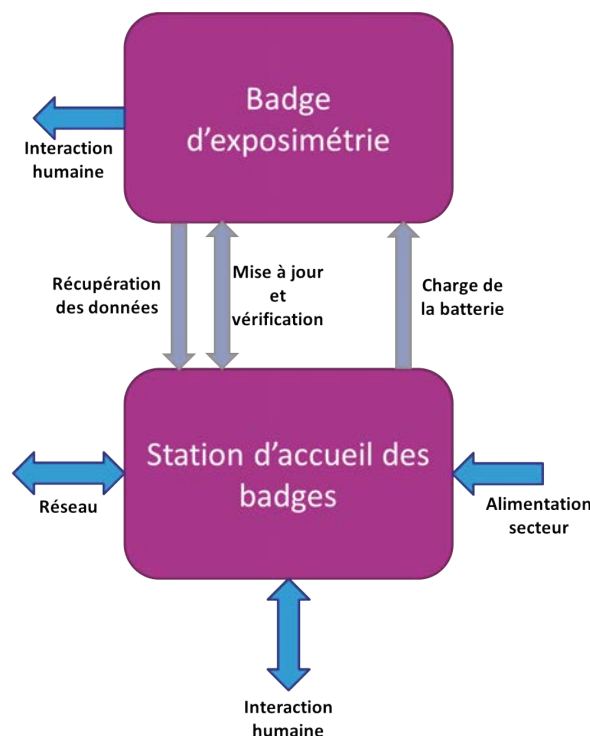 Badge
d'exposimétrie
Interaction
humaine
Récupération
des données
Mise à jour
et
vérification
Charge de
la batterie
Station d'accueil des
badges
Réseau
Alimentation
secteur
Interaction
humaine